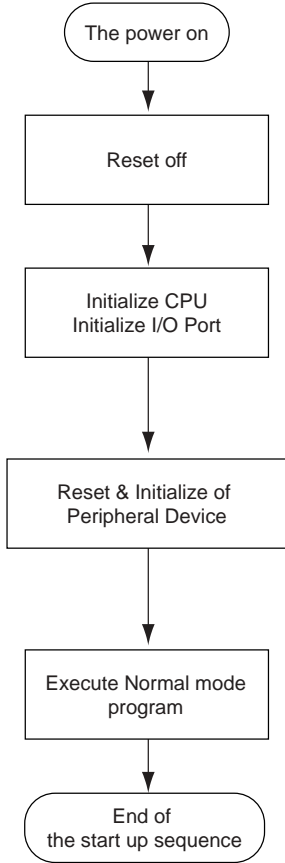 The power on
Reset off
Initialize CPU
Initialize I/O Port
Reset & Initialize of
Peripheral Device
Execute Normal mode
program
End of
the start up sequence